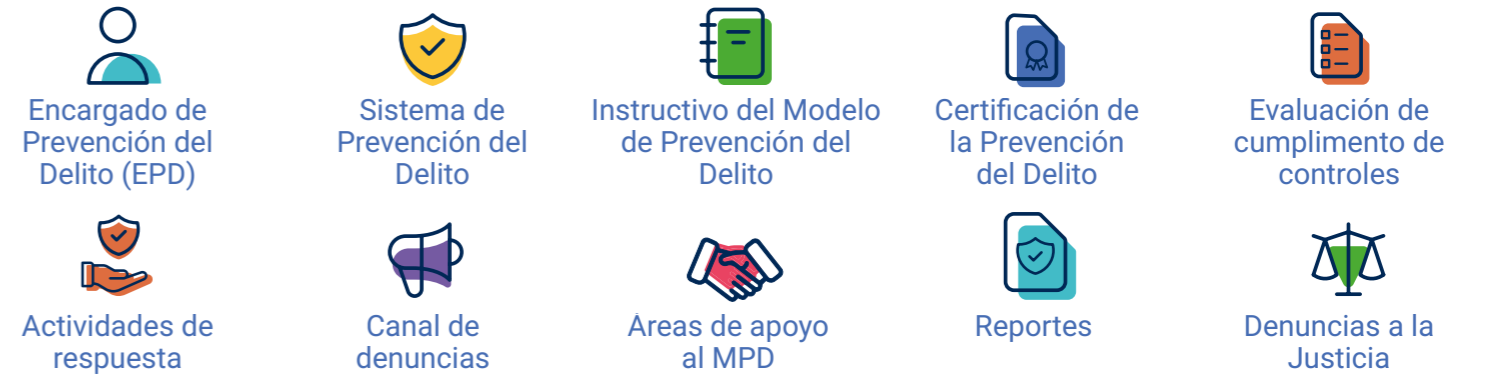 Encargado de
Prevención del
Delito (EPD)
Sistema de
Prevención del
Delito
Instructivo del Modelo
de Prevención del
Delito
Certificación de
la Prevención
del Delito
Evaluación de
cumplimento de
controles
Actividades de
respuesta
Canal de
denuncias
Áreas de apoyo
al MPD
Reportes
Denuncias a la
Justicia